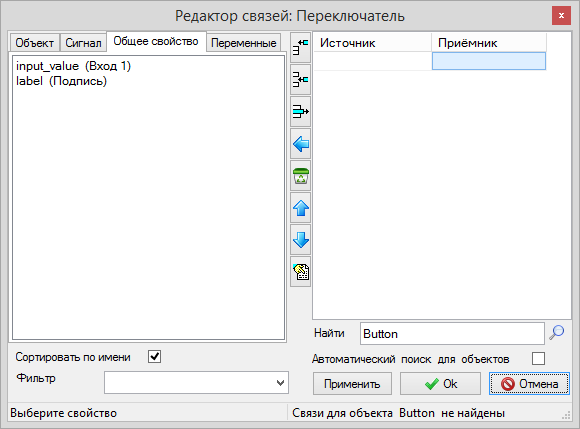 Редактор связей: Переключатель
Объект Сигнал Общее свойство Переменные
input_value (Вход 1)
label (Подпись)
Источник Приёмник
Найти Button
Сортировать по имени
Автоматический поиск для объектов
Фильтр
Применить Ok Отмена
Выберите свойство
Связи для объекта Button не найдены